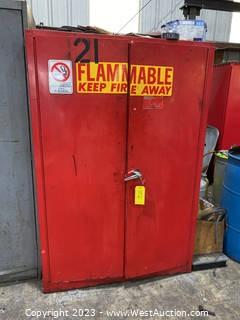 21
FLAMMABLE
KEEP FIRE AWAY
Copyright © 2023 - www.WestAuction.com